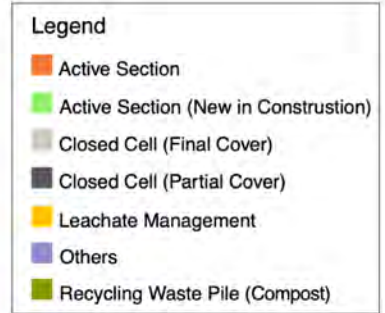 Legend
Active Section
Active Section (New in Construstion)
Closed Cell (Final Cover)
Closed Cell (Partial Cover)
Leachate Management
Others
Recycling Waste Pile (Compost)